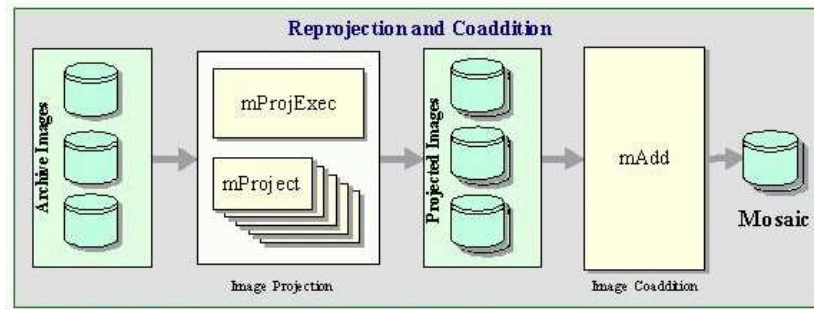 Reprojection and Coaddition
Archive Images
mProjExec
mProject
Projected Images
mAdd
Mosaic
Image Projection
Image Coaddition